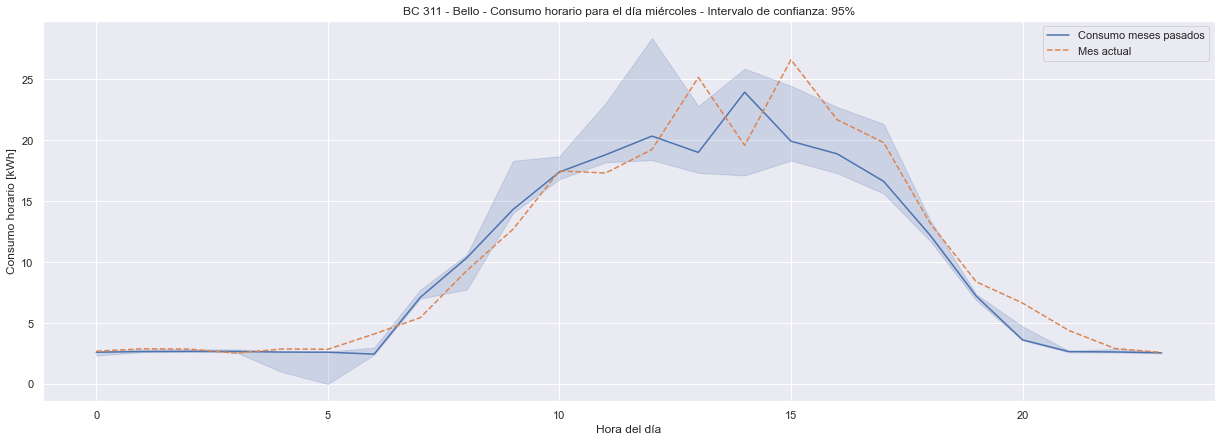 BC 311 - Bello - Consumo horario para el día miércoles - Intervalo de confianza: 95%
Consumo meses pasados
Mes actual
Consumo horario [kWh]
25
20
15
10
5
0
0 5 10 15 20
Hora del día